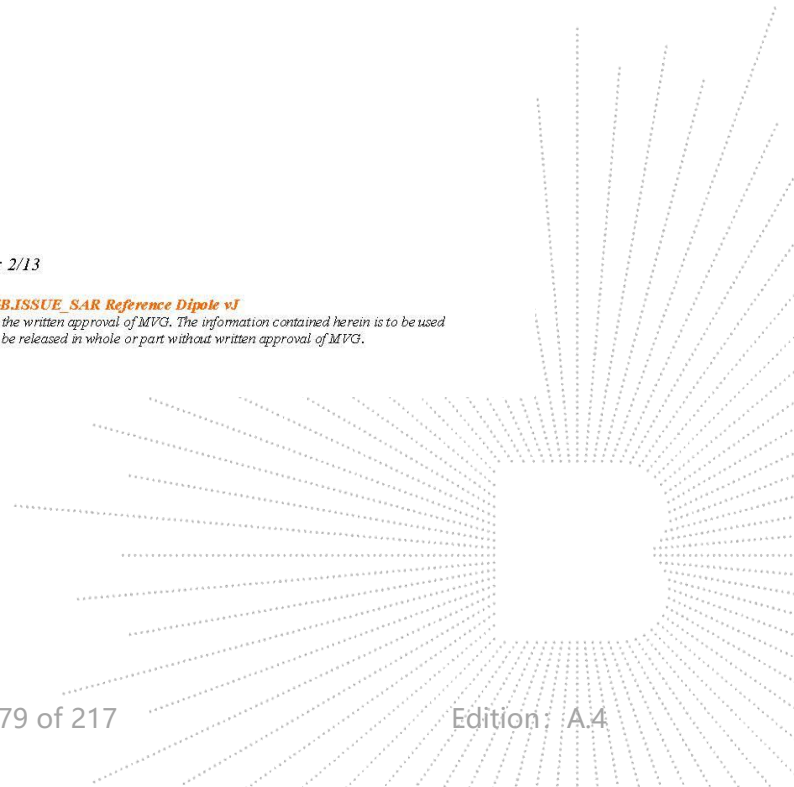 : 2/13
B.ISSUE_SAR Reference Dipole vJ
the written approval of MVG. The information contained herein is to be used
be released in whole or part without written approval of MVG.
79 of 217 Edition：A.4